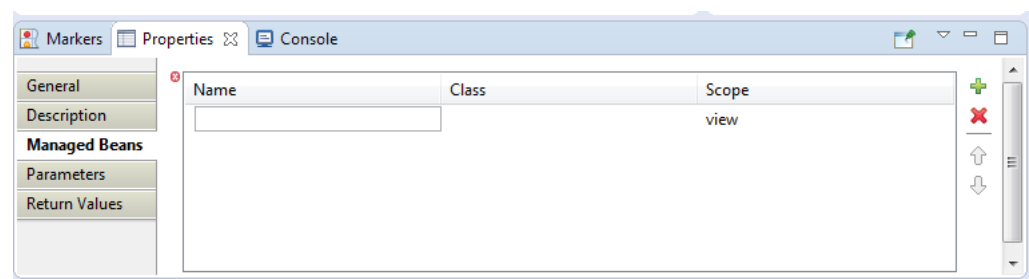 Markers Properties Console
General
Description
Managed Beans
Parameters
Return Values
Name Class Scope
view